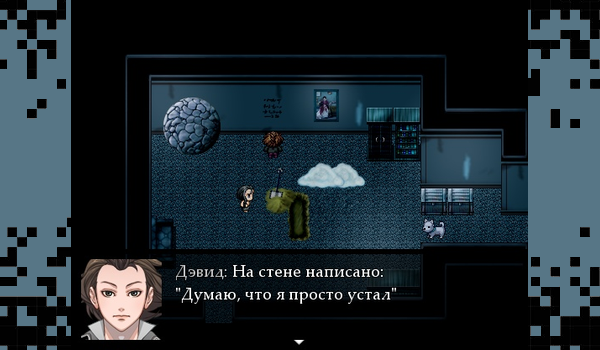 Дэвид: На стене написано:
"Думаю, что я просто устал"